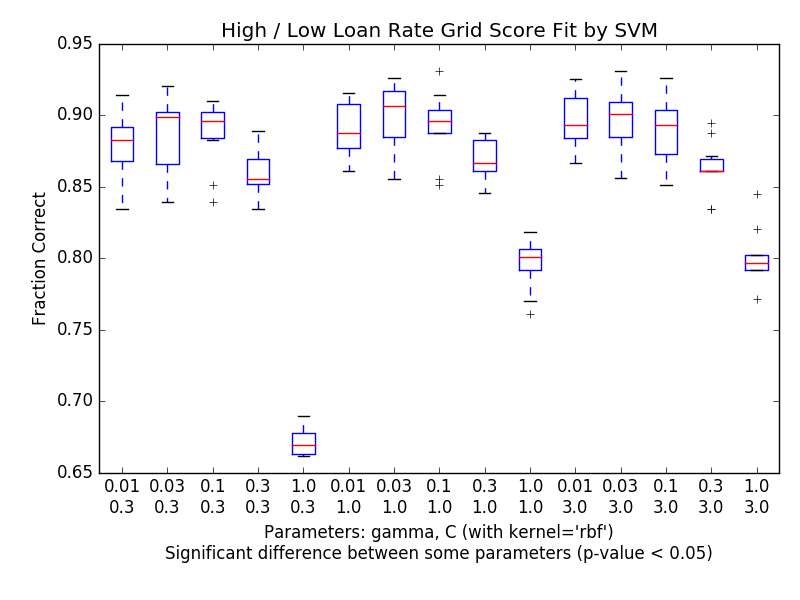 High / Low Loan Rate Grid Score Fit by SVM
0.95
0.90
0.85
0.80
0.75
0.70
0.65
Fraction Correct
0.01 0.03 0.1 0.3 1.0 0.01 0.03 0.1 0.3 1.0 0.01 0.03 0.1 0.3 1.0
0.3 0.3 0.3 0.3 0.3 1.0 1.0 1.0 1.0 1.0 3.0 3.0 3.0 3.0 3.0
Parameters: gamma, C (with kernel='rbf')
Significant difference between some parameters (p-value < 0.05)